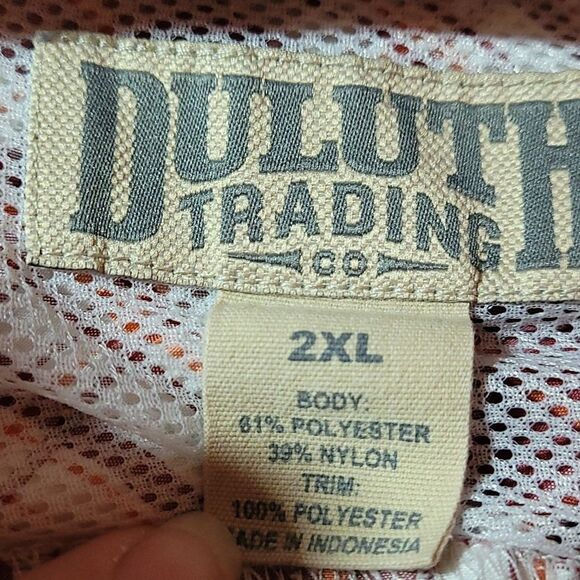 DULUTH
TRADING
CO
2XL
BODY:
61% POLYESTER
39% NYLON
TRIM:
100% POLYESTER
MADE IN INDONESIA